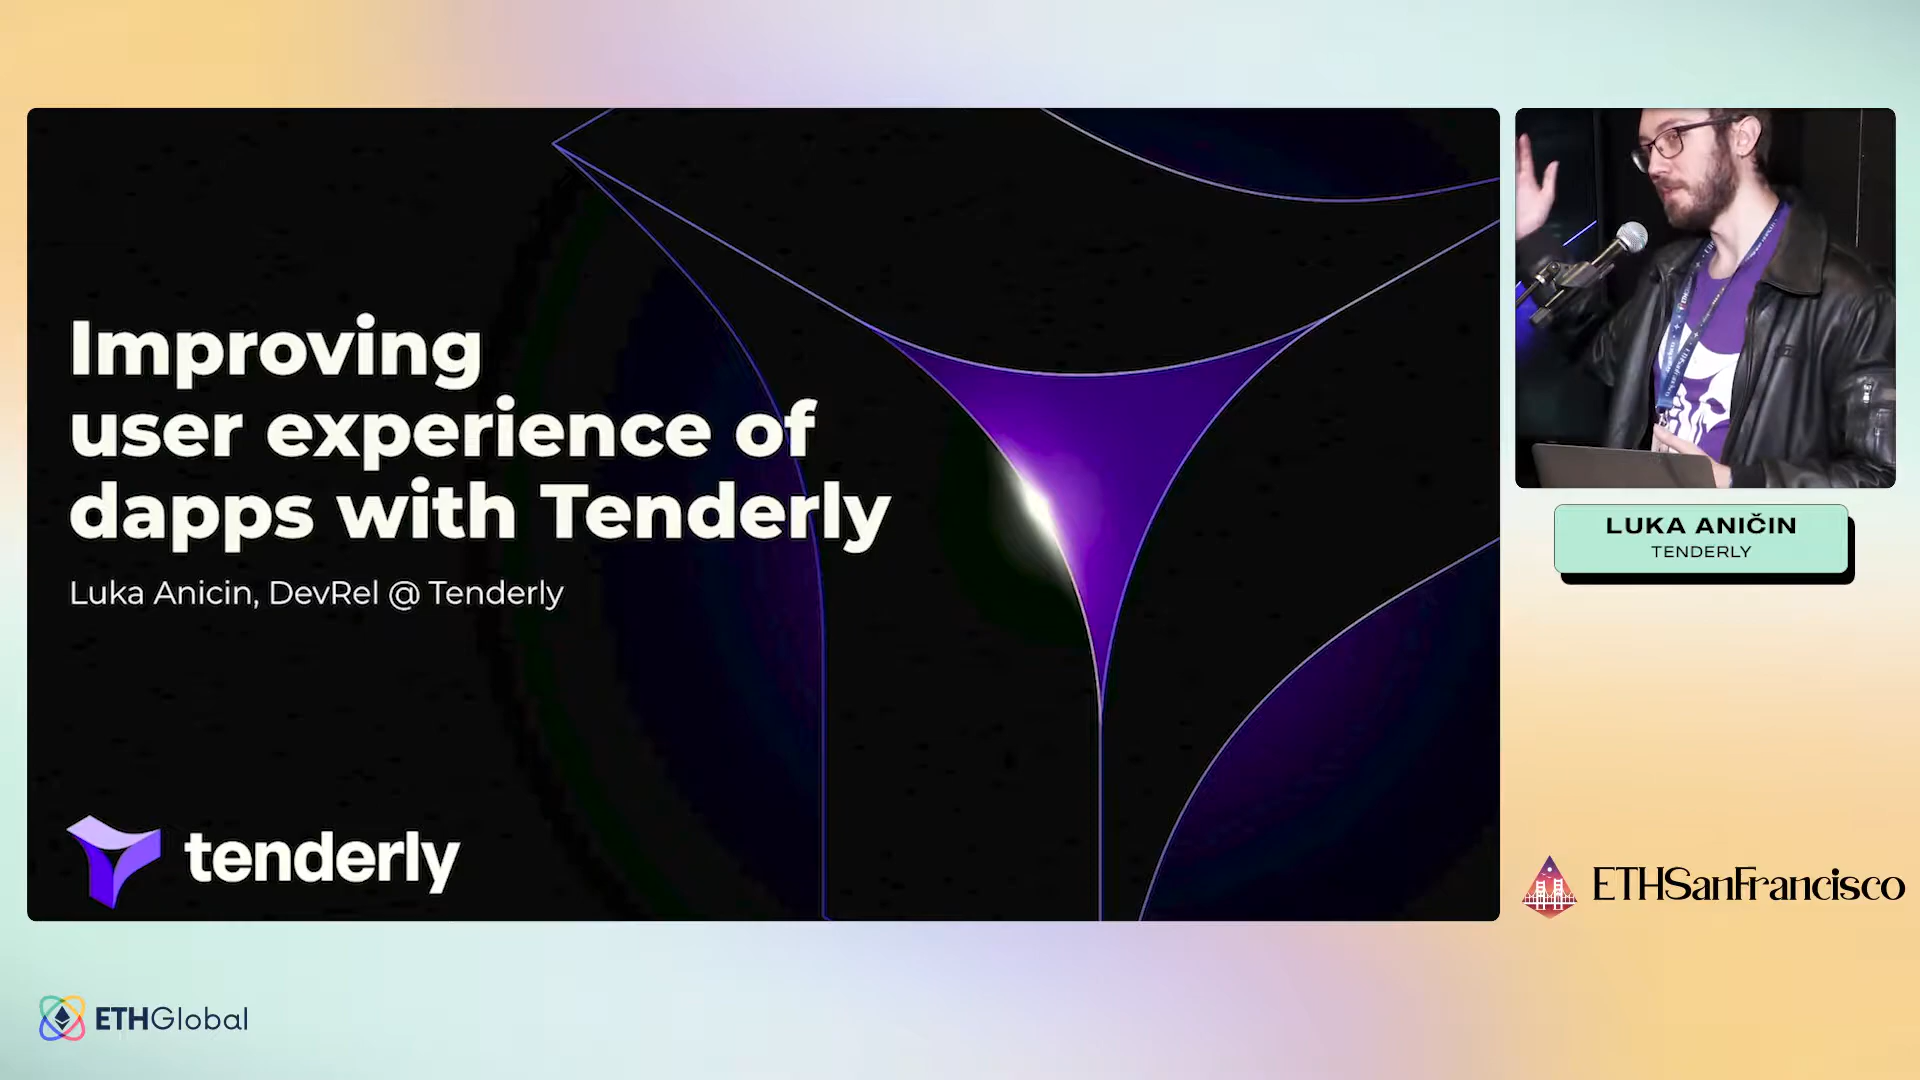 Improving
user experience of
dapps with Tenderly
Luka Anicin, DevRel @ Tenderly
tenderly
LUKA ANIČIN
TENDERLY
ETHSanFrancisco
ETHGlobal